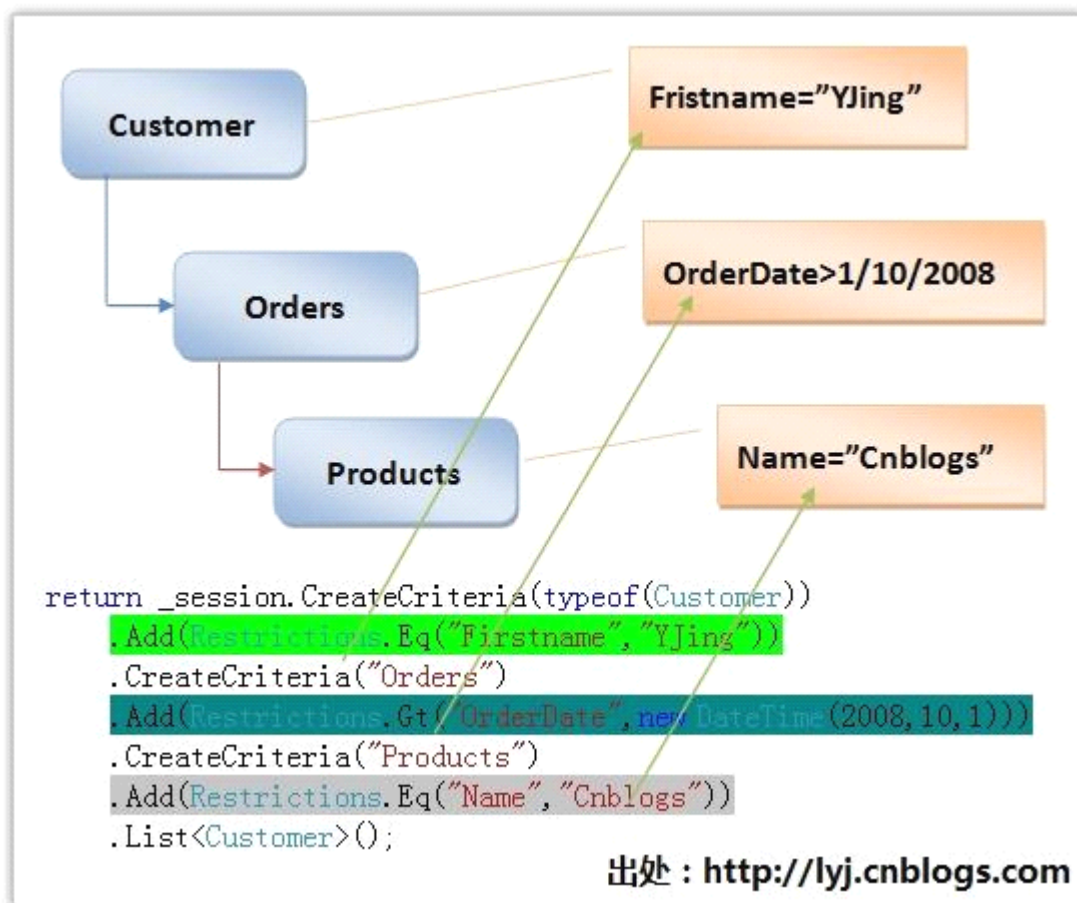 Customer
Fristname=”YJing”
Orders
OrderDate>1/10/2008
Products
Name=”Cnblogs”
return _session.CreateCriteria(typeof(Customer))
.Add(Restrictions.Eq("Firstname","YJing"))
.CreateCriteria("Orders")
.Add(Restrictions.Gt("OrderDate",new DateTime(2008,10,1)))
.CreateCriteria("Products")
.Add(Restrictions.Eq("Name","Cnblogs"))
.List<Customer>();
出处：http://lyj.cnblogs.com